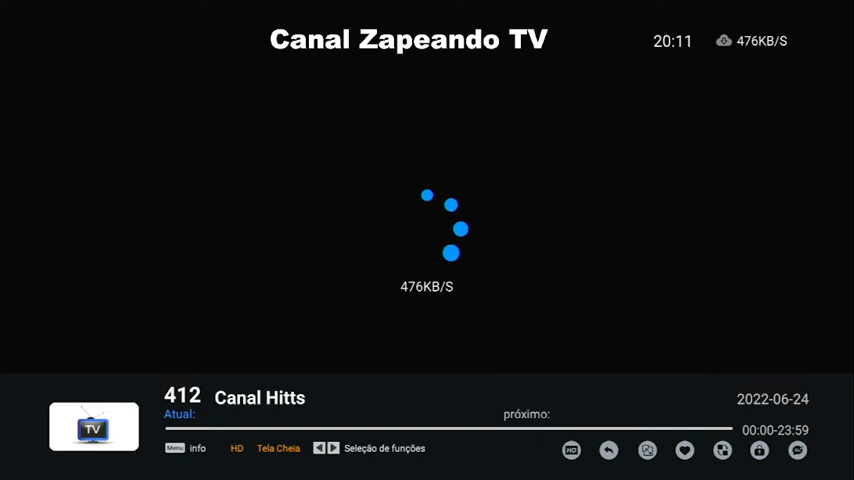 Canal Zapeando TV
20:11
476KB/S
476KB/S
412 Canal Hitts
2022-06-24
Atual:
próximo:
00:00-23:59
TV
Menu info HD Tela Cheia Seleção de funções
HD